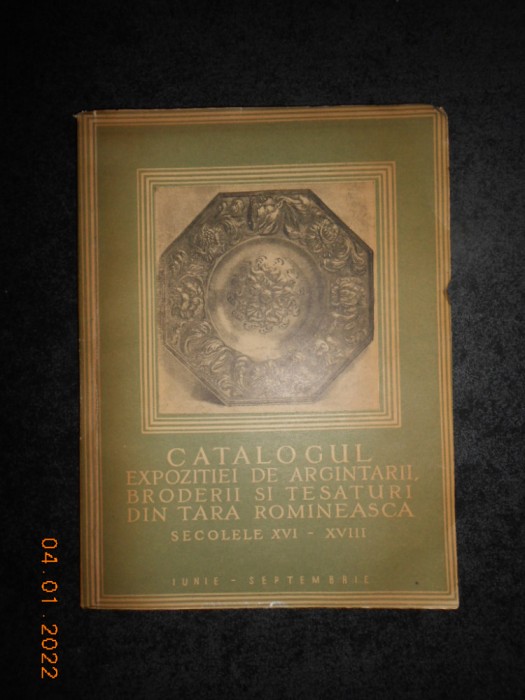 CATALOGUL
EXPOZITIEI DE ARGINTARII,
BRODERII SI TESATURI
DIN TARA ROMINEASCA
SECOLELE XVI - XVIII
IUNIE - SEPTEMBRIE
04.01.2022